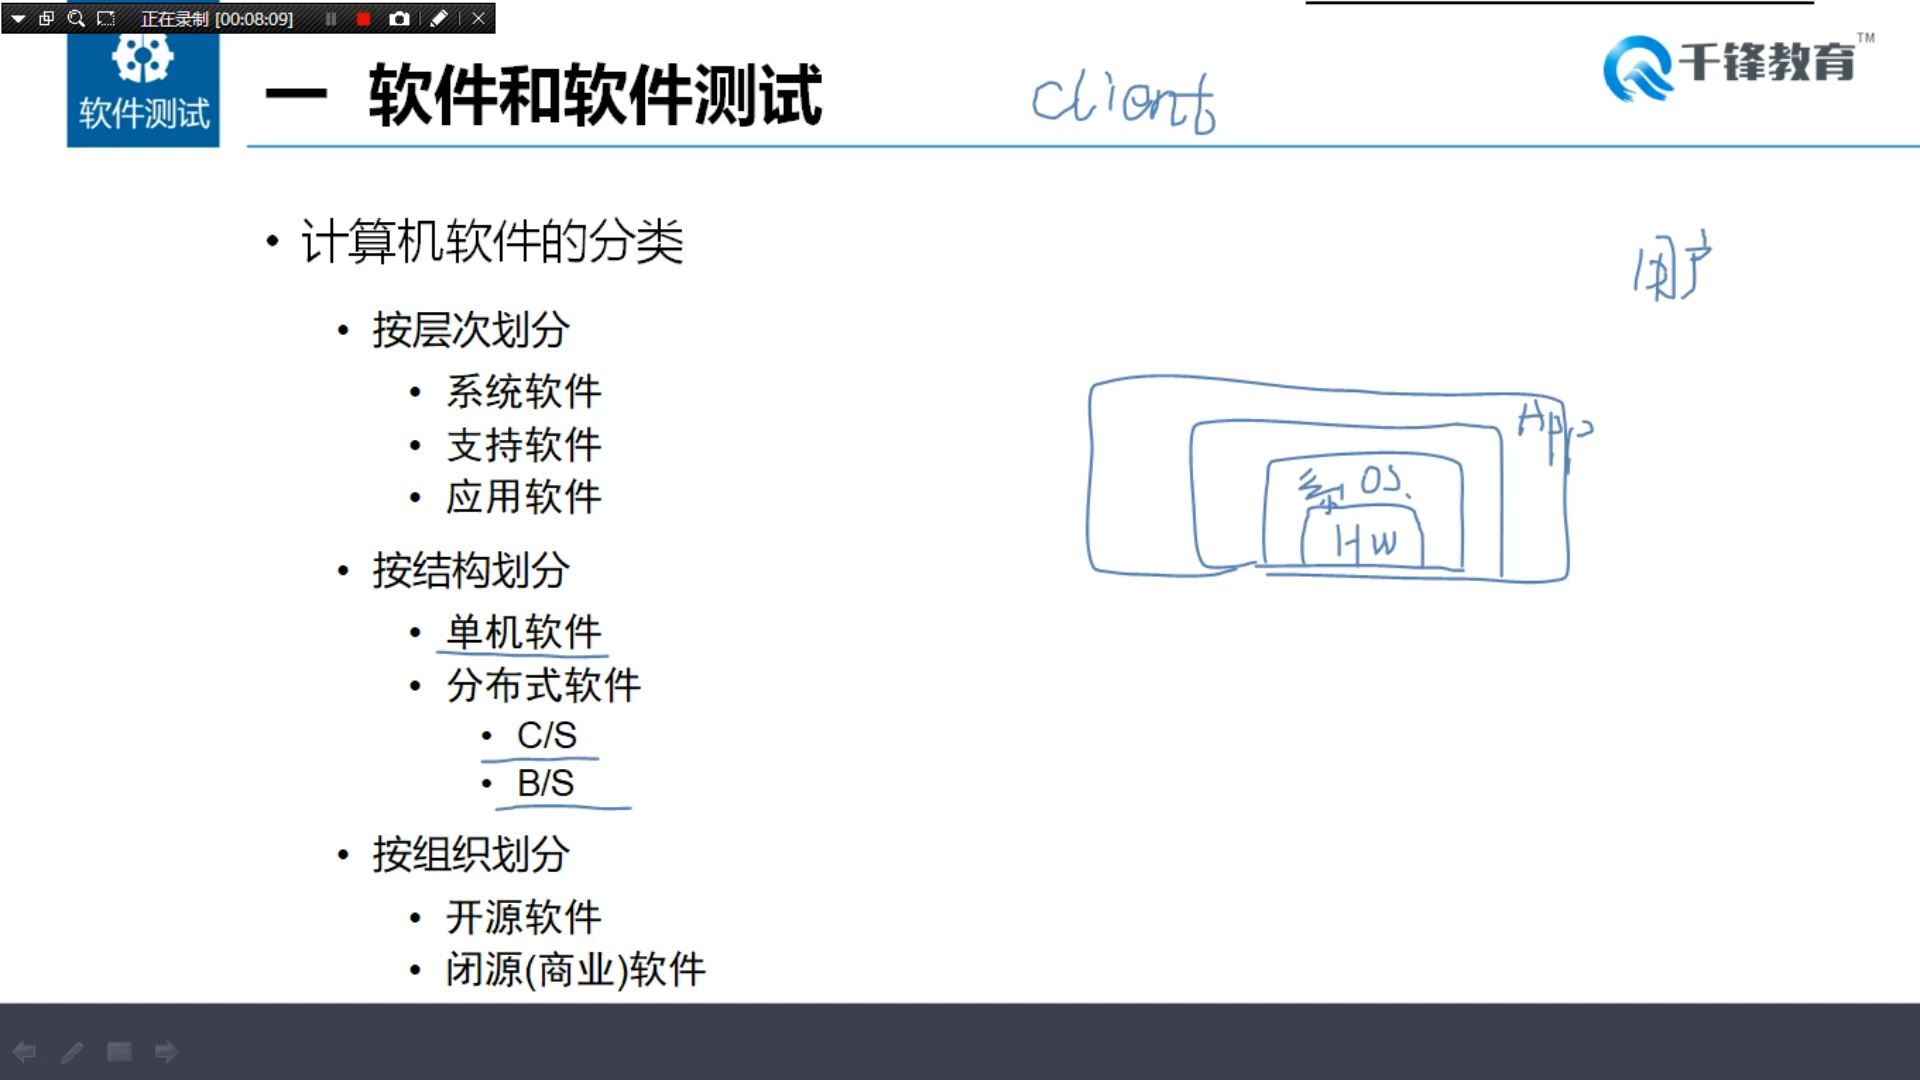 正在录制 [00:08:09]
软件测试
一 软件和软件测试
Client
千锋教育™
• 计算机软件的分类
用户
• 按层次划分
• 系统软件
• 支持软件
• 应用软件
App
系 OS.
HW
• 按结构划分
• 单机软件
• 分布式软件
• C/S
• B/S
• 按组织划分
• 开源软件
• 闭源(商业)软件